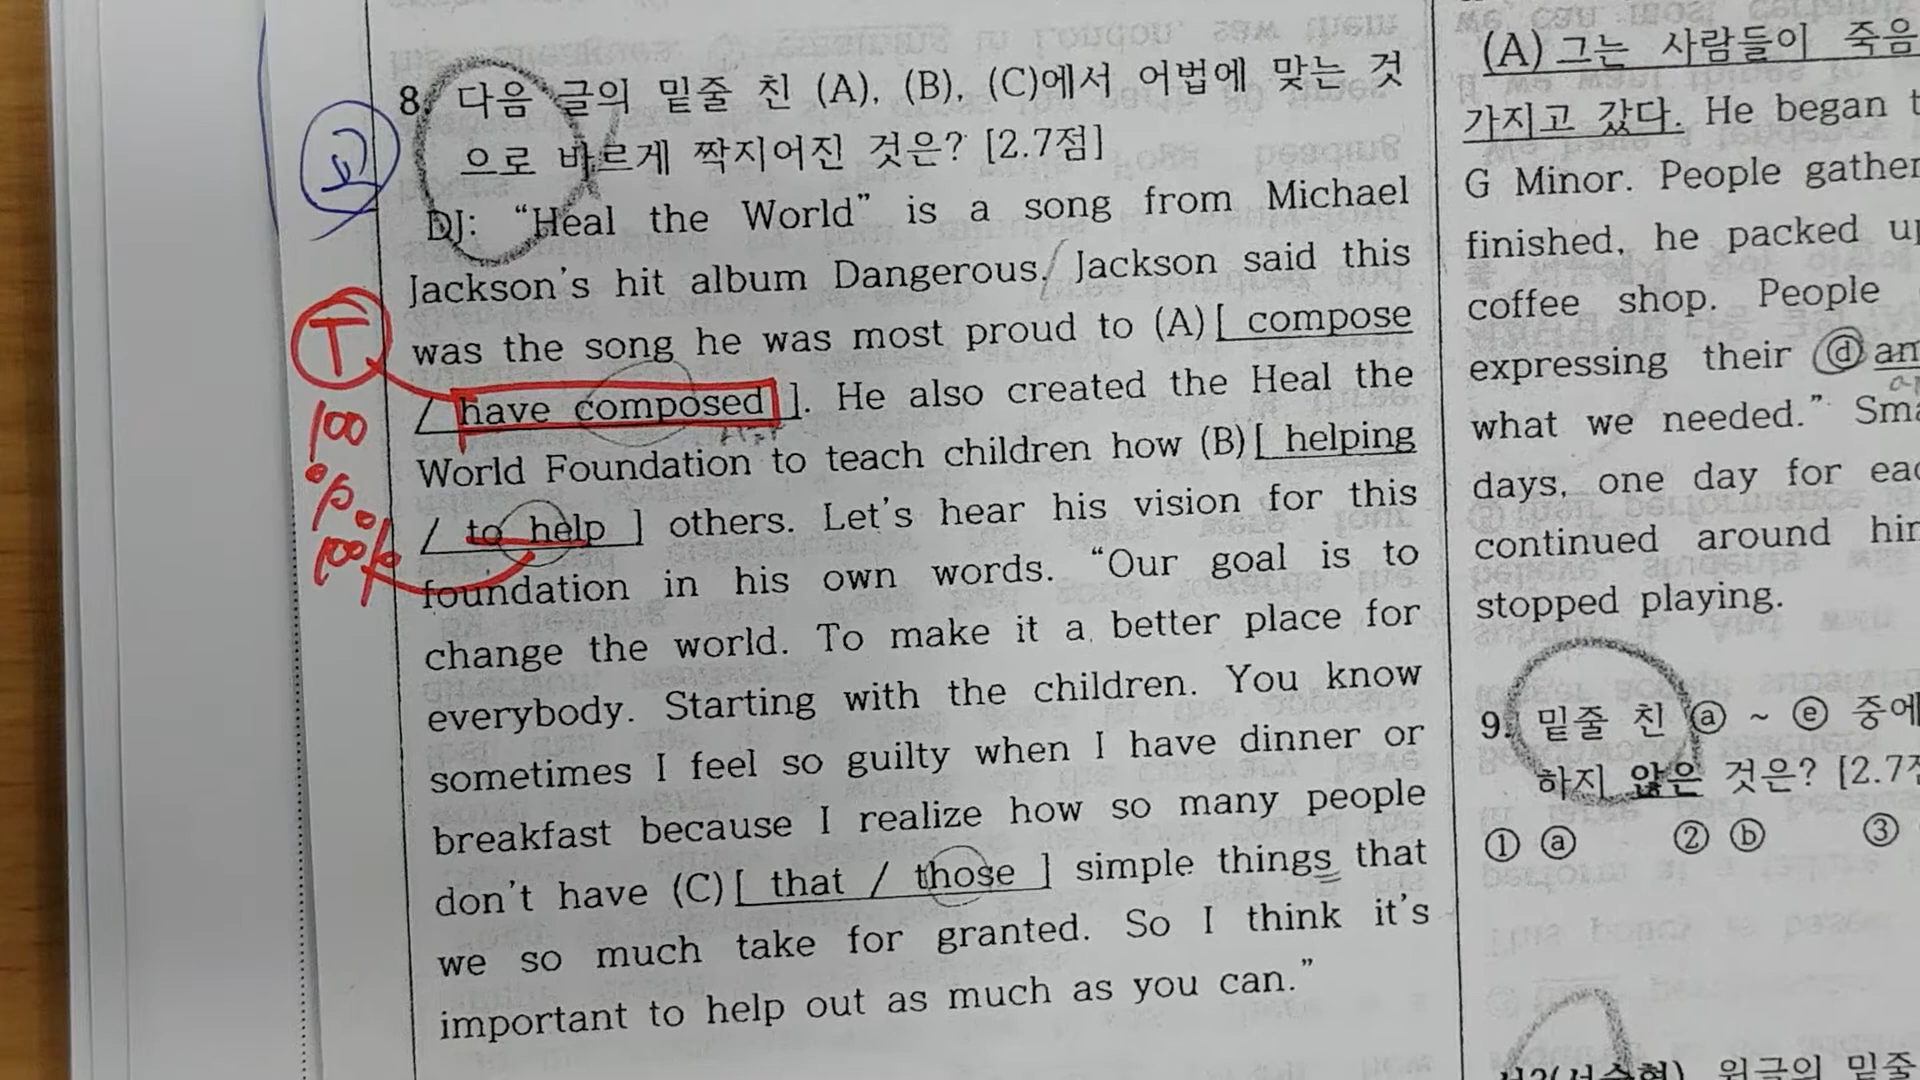 8. 다음 글의 밑줄 친 (A), (B), (C)에서 어법에 맞는 것
으로 바르게 짝지어진 것은? [2.7점]
DJ: “Heal the World” is a song from Michael
Jackson's hit album Dangerous. Jackson said this
was the song he was most proud to (A)[ compose
/ have composed ]. He also created the Heal the
World Foundation to teach children how (B)[ helping
/ to help ] others. Let's hear his vision for this
foundation in his own words. “Our goal is to
change the world. To make it a better place for
everybody. Starting with the children. You know
sometimes I feel so guilty when I have dinner or
breakfast because I realize how so many people
don't have (C)[ that / those ] simple things that
we so much take for granted. So I think it's
important to help out as much as you can.”
교
T
100
100%
(A) 그는 사람들이 죽음
가지고 갔다. He began
G Minor. People gather
finished, he packed up
coffee shop. People
expressing their ⓓ
what we needed.”
days, one day for
continued around
stopped playing.
9. 밑줄 친 ⓐ ~ ⓔ 중에
하지 않은 것은? [2.7점
① ⓐ ② ⓑ ③
원극의 밑줄